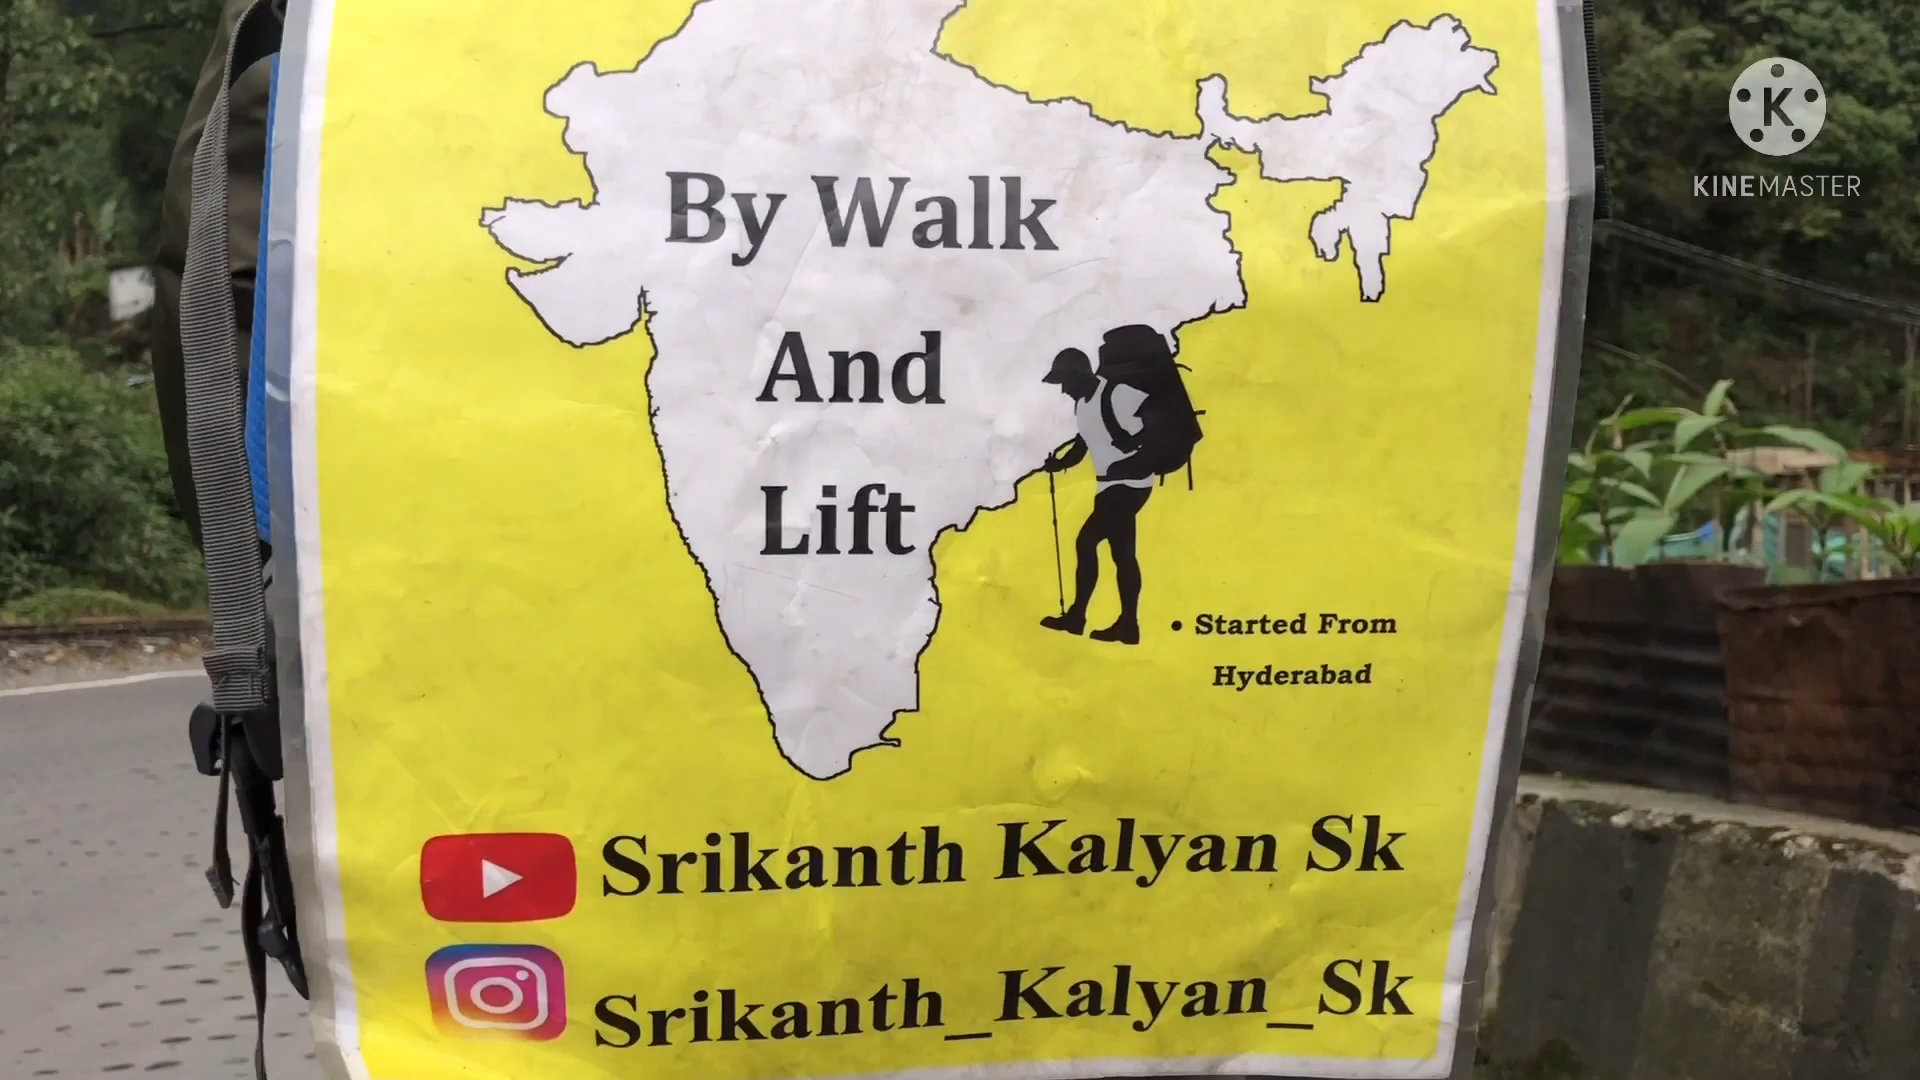 By Walk
And
Lift
• Started From
Hyderabad
Srikanth Kalyan Sk
Srikanth_Kalyan_Sk
K
KINEMASTER